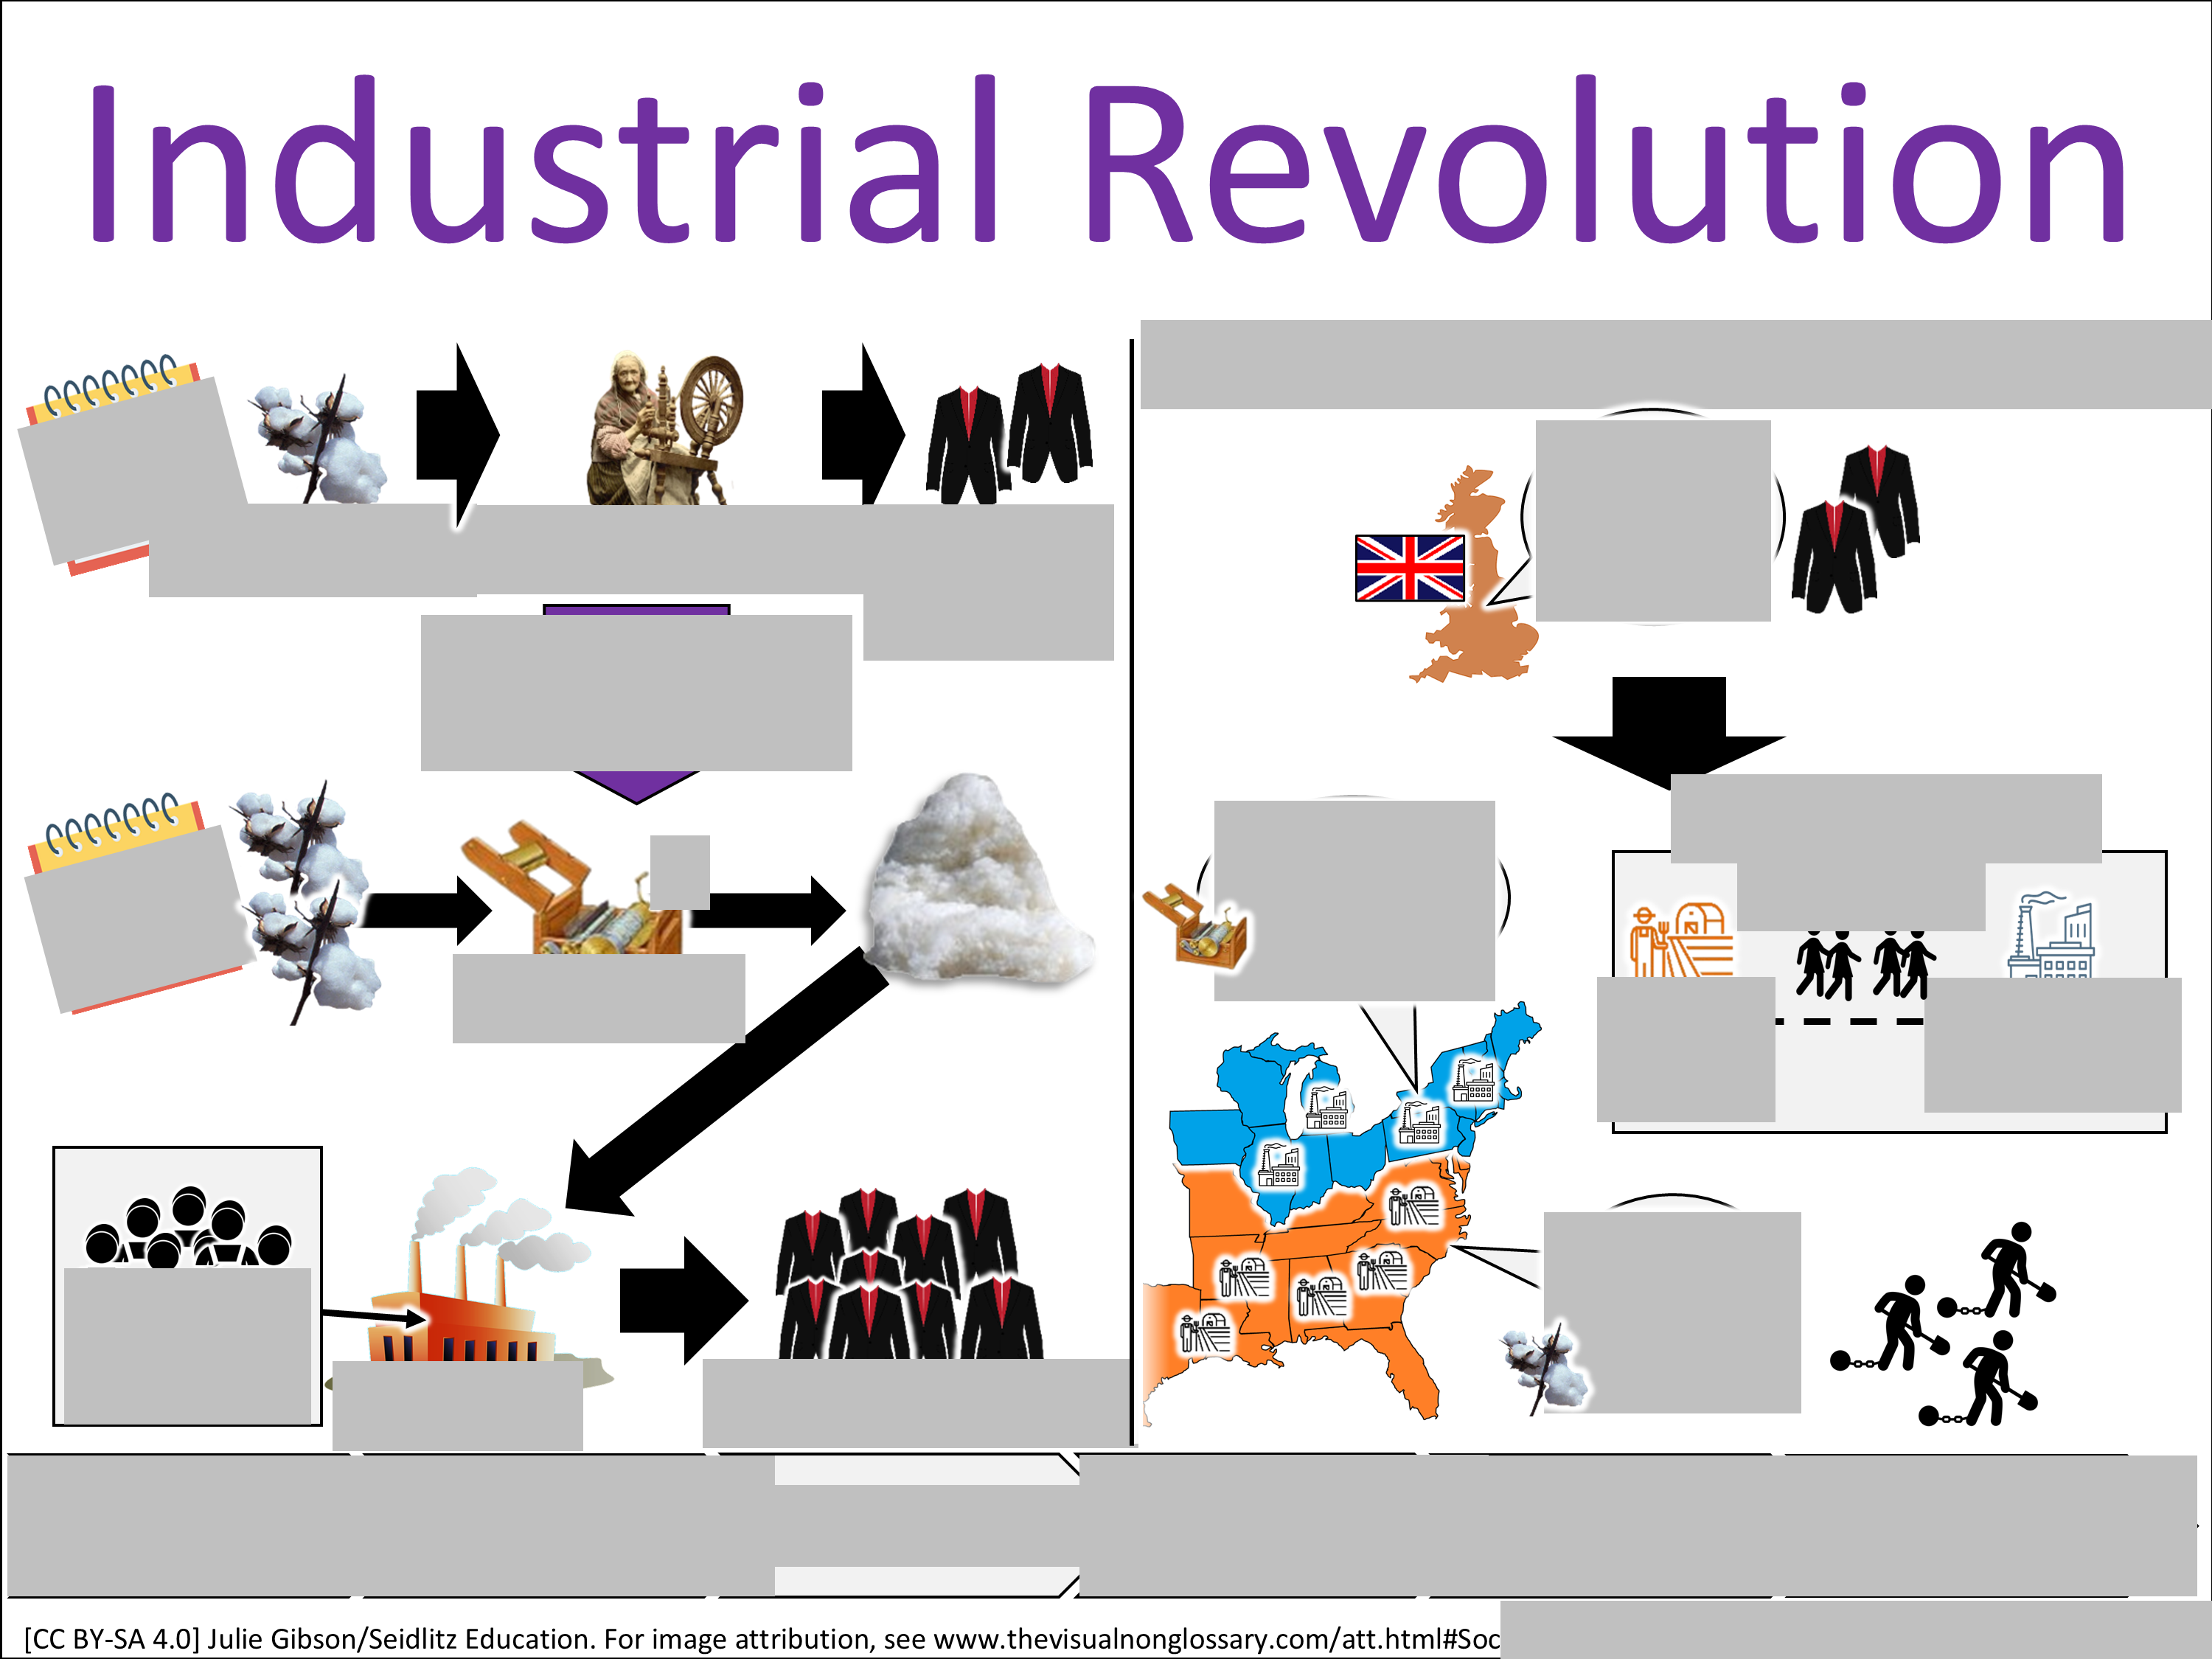 Industrial Revolution
[CC BY-SA 4.0] Julie Gibson/Seidlitz Education. For image attribution, see www.thevisualnonglossary.com/att.html#Soc